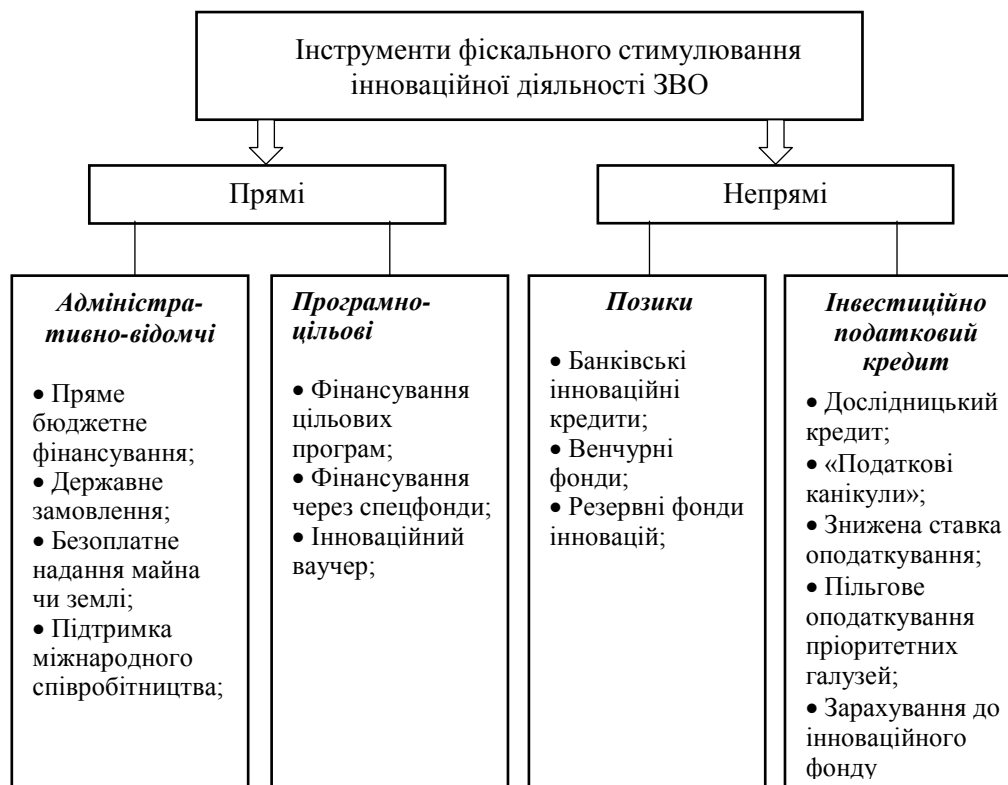 Інструменти фіскального стимулювання
інноваційної діяльності ЗВО
Прямі
Непрямі
Адміністра-
тивно-відомчі
• Пряме
бюджетне
фінансування;
• Державне
замовлення;
• Безоплатне
надання майна
чи землі;
• Підтримка
міжнародного
співробітництва;
Програмно-
цільові
• Фінансування
цільових
програм;
• Фінансування
через спецфонди;
• Інноваційний
ваучер;
Позики
• Банківські
інноваційні
кредити;
• Венчурні
фонди;
• Резервні фонди
інновацій;
Інвестиційно
податковий
кредит
• Дослідницький
кредит;
• «Податкові
канікули»;
• Знижена ставка
оподаткування;
• Пільгове
оподаткування
пріоритетних
галузей;
• Зарахування до
інноваційного
фонду